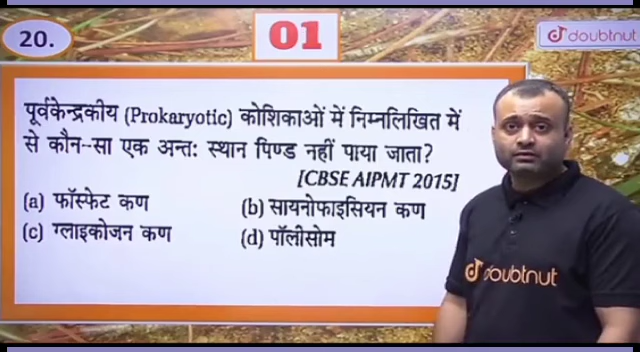 20.
01
doubtnut
पूर्वकेन्द्रकीय (Prokaryotic) कोशिकाओं में निम्नलिखित में
से कौन--सा एक अन्तः स्थान पिण्ड नहीं पाया जाता?
[CBSE AIPMT 2015]
(a) फॉस्फेट कण
(b) सायनोफाइसियन कण
(c) ग्लाइकोजन कण
(d) पॉलीसोम
doubtnut